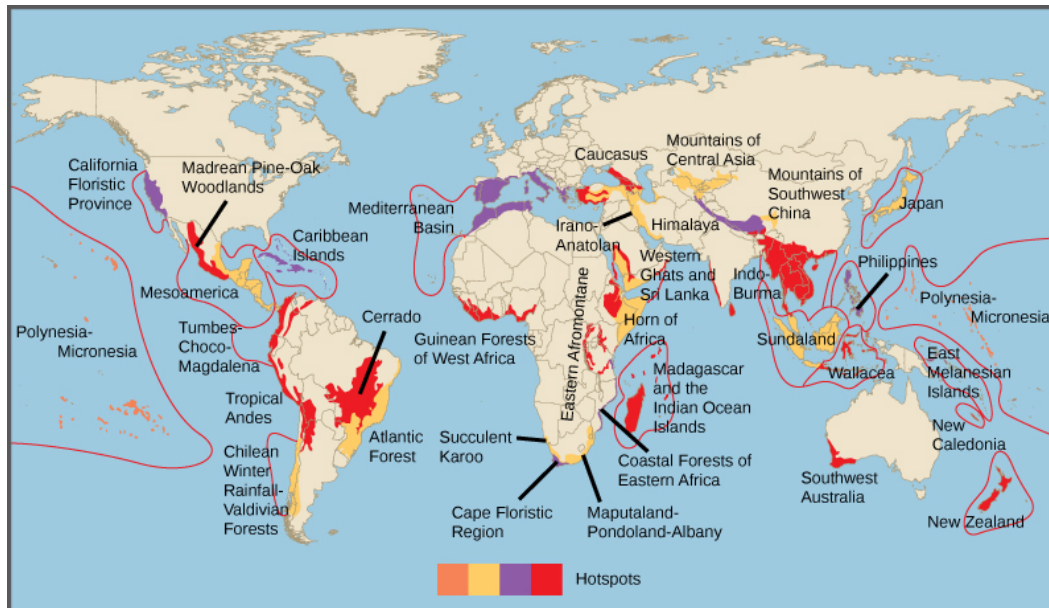 California
Floristic
Province
Madrean Pine-Oak
Woodlands
Caribbean
Islands
Mesoamerica
Polynesia-
Micronesia
Tumbes-
Choco-
Magdalena
Cerrado
Tropical
Andes
Atlantic
Forest
Chilean
Winter
Rainfall-
Valdivian
Forests
Mediterranean
Basin
Caucasus
Irano-
Anatolian
Mountains of
Central Asia
Mountains of
Southwest
China
Himalaya
Japan
Western
Ghats and
Sri Lanka
Indo-
Burma
Philippines
Polynesia-
Micronesia
Guinean Forests
of West Africa
Eastern Afromontane
Horn of
Africa
Sundaland
Wallacea
East
Melanesian
Islands
Madagascar
and the
Indian Ocean
Islands
New
Caledonia
Succulent
Karoo
Coastal Forests of
Eastern Africa
Cape Floristic
Region
Maputaland-
Pondoland-Albany
Southwest
Australia
New Zealand
Hotspots